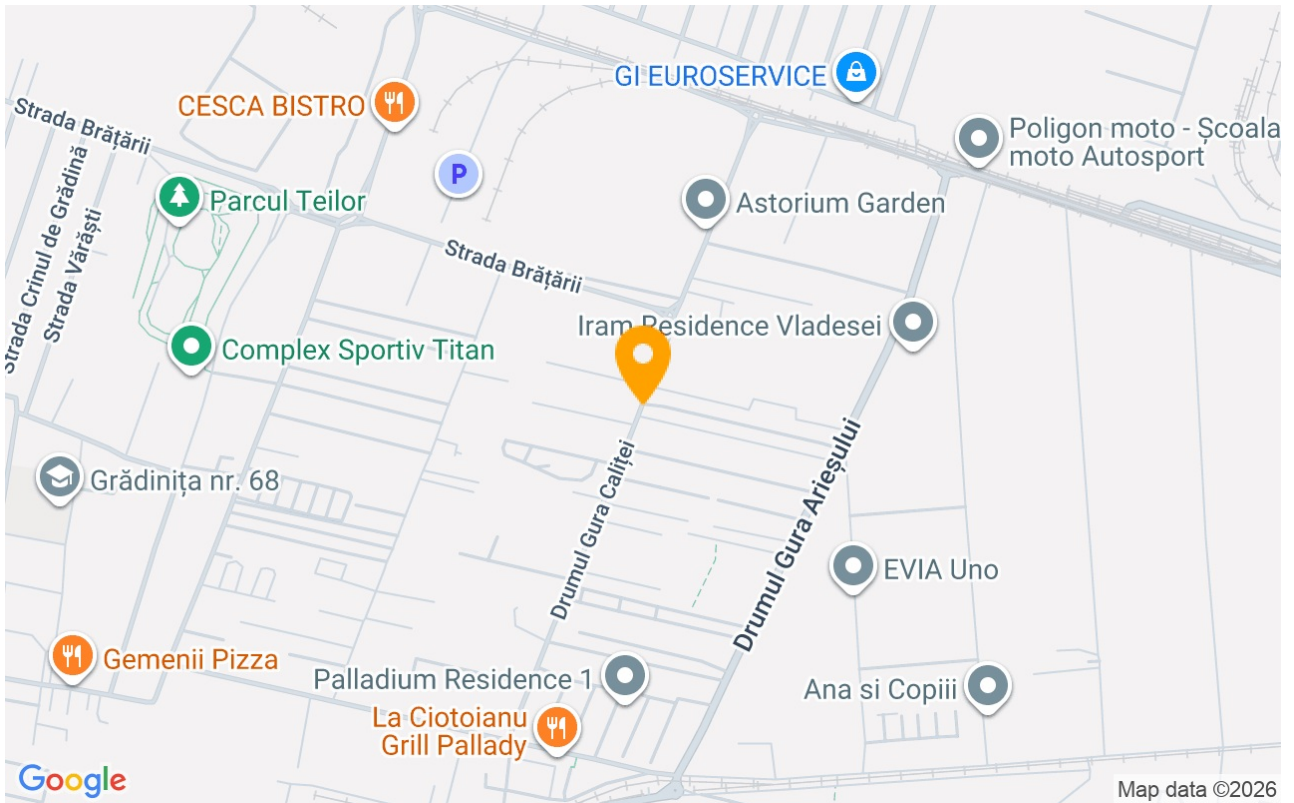 GI EUROSERVICE
CESCA BISTRO
Strada Brățării
Poligon moto - Școala
moto Autosport
Strada Crinul de Grădină
Strada Vărăști
Parcul Teilor
P
Astorium Garden
Strada Brățării
Iram Residence Vladesei
Complex Sportiv Titan
Grădinița nr. 68
Drumul Gura Caliței
Drumul Gura Arieșului
EVIA Uno
Gemenii Pizza
Palladium Residence 1
Ana si Copiii
La Ciotoianu
Grill Pallady
Google
Map data ©2026